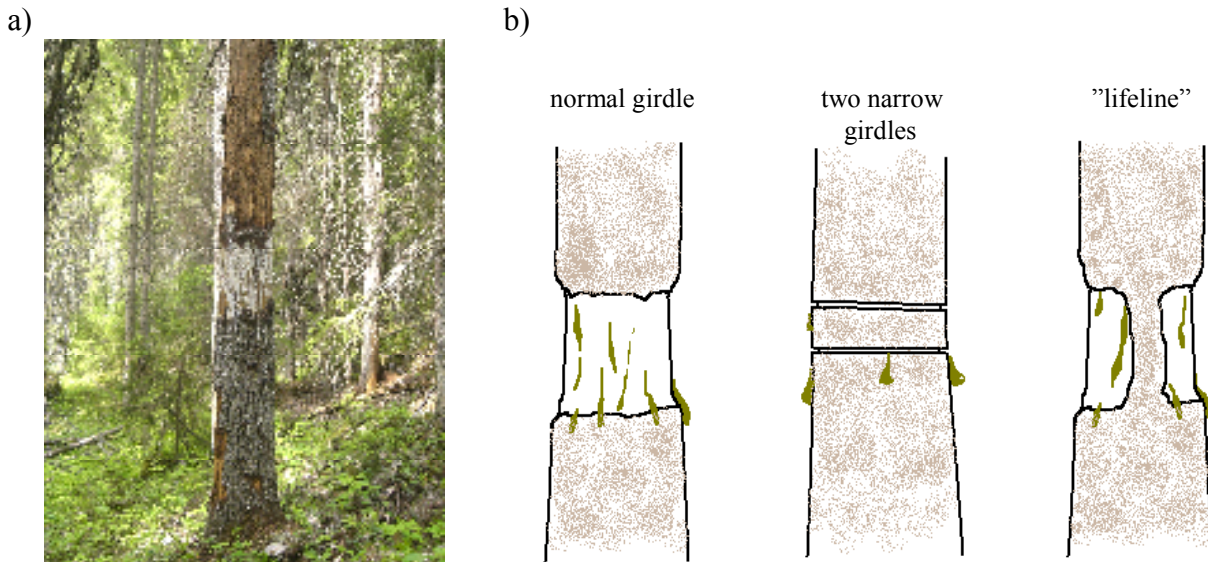 a)
b)
normal girdle
two narrow
girdles
”lifeline”